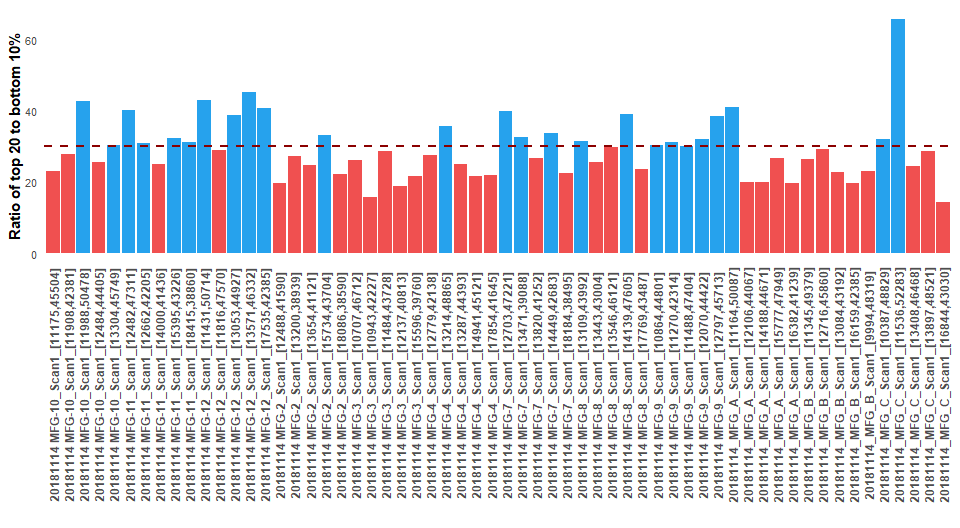 Ratio of top 20 to bottom 10%
60
40
20
0
20181114 MFG-10_Scan1_[11175,45504]
20181114 MFG-10_Scan1_[11908,42381]
20181114 MFG-10_Scan1_[11988,50478]
20181114 MFG-10_Scan1_[12484,44405]
20181114 MFG-10_Scan1_[13304,45749]
20181114 MFG-11_Scan1_[12482,47311]
20181114 MFG-11_Scan1_[12662,42205]
20181114 MFG-11_Scan1_[14000,41436]
20181114 MFG-11_Scan1_[15395,43226]
20181114 MFG-11_Scan1_[18415,38860]
20181114 MFG-12_Scan1_[11431,50714]
20181114 MFG-12_Scan1_[11816,47570]
20181114 MFG-12_Scan1_[13053,44927]
20181114 MFG-12_Scan1_[13571,46332]
20181114 MFG-12_Scan1_[17535,42385]
20181114 MFG-2_Scan1_[12488,41590]
20181114 MFG-2_Scan1_[13200,38939]
20181114 MFG-2_Scan1_[13654,41121]
20181114 MFG-2_Scan1_[15734,43704]
20181114 MFG-2_Scan1_[18086,38590]
20181114 MFG-3_Scan1_[10707,46712]
20181114 MFG-3_Scan1_[10943,42227]
20181114 MFG-3_Scan1_[11484,43728]
20181114 MFG-3_Scan1_[12137,40813]
20181114 MFG-3_Scan1_[15596,39760]
20181114 MFG-4_Scan1_[12779,42138]
20181114 MFG-4_Scan1_[13214,48865]
20181114 MFG-4_Scan1_[13287,44393]
20181114 MFG-4_Scan1_[14941,45121]
20181114 MFG-4_Scan1_[17854,41645]
20181114 MFG-7_Scan1_[12703,47221]
20181114 MFG-7_Scan1_[13471,39088]
20181114 MFG-7_Scan1_[13820,41252]
20181114 MFG-7_Scan1_[14449,42683]
20181114 MFG-7_Scan1_[18184,38495]
20181114 MFG-8_Scan1_[13109,43992]
20181114 MFG-8_Scan1_[13443,43004]
20181114 MFG-8_Scan1_[13546,46121]
20181114 MFG-8_Scan1_[14139,47605]
20181114 MFG-8_Scan1_[17769,43487]
20181114 MFG-9_Scan1_[10864,44801]
20181114 MFG-9_Scan1_[11270,42314]
20181114 MFG-9_Scan1_[11488,47404]
20181114 MFG-9_Scan1_[12070,44422]
20181114 MFG-9_Scan1_[12797,45713]
20181114_MFG_A_Scan1_[11164,50087]
20181114_MFG_A_Scan1_[12106,44067]
20181114_MFG_A_Scan1_[14188,44671]
20181114_MFG_A_Scan1_[15777,47949]
20181114_MFG_A_Scan1_[16382,41239]
20181114_MFG_B_Scan1_[11345,49379]
20181114_MFG_B_Scan1_[12716,45860]
20181114_MFG_B_Scan1_[13084,43192]
20181114_MFG_B_Scan1_[16159,42385]
20181114_MFG_B_Scan1_[9994,48319]
20181114_MFG_C_Scan1_[10387,48826]
20181114_MFG_C_Scan1_[11536,52283]
20181114_MFG_C_Scan1_[13408,46468]
20181114_MFG_C_Scan1_[13897,48521]
20181114_MFG_C_Scan1_[16844,43030]